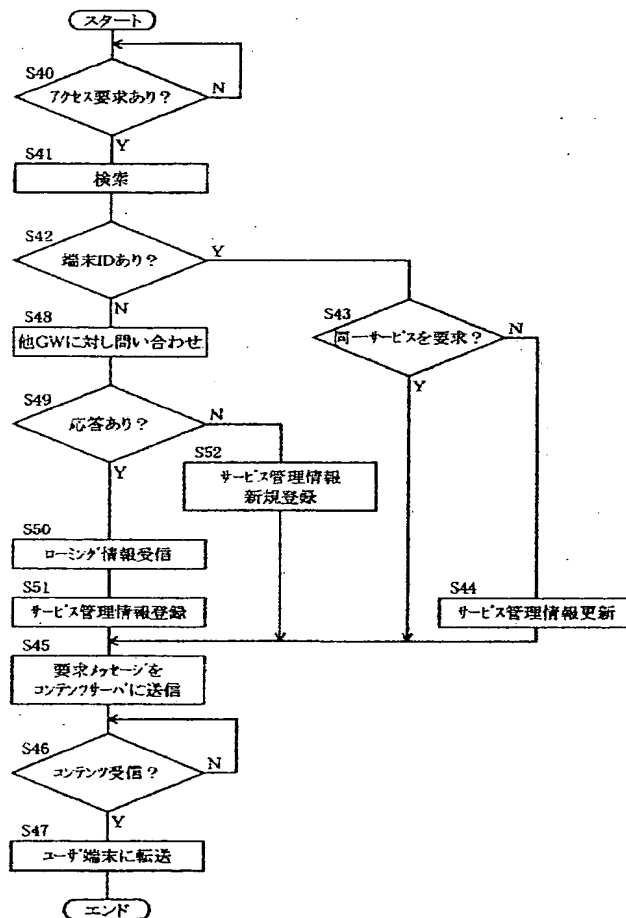 スタート
S40
アクセス要求あり?
N
Y
S41
検索
S42
端末IDあり?
Y
N
S43
同一サービスを要求?
N
Y
S48
他GWに対し問い合わせ
S49
応答あり?
N
Y
S52
サービス管理情報
新規登録
S50
ローミング情報受信
S51
サービス管理情報登録
S44
サービス管理情報更新
S45
要求メッセージを
コンテンツサーバに送信
S46
コンテンツ受信?
N
Y
S47
ユーザ端末に転送
エンド